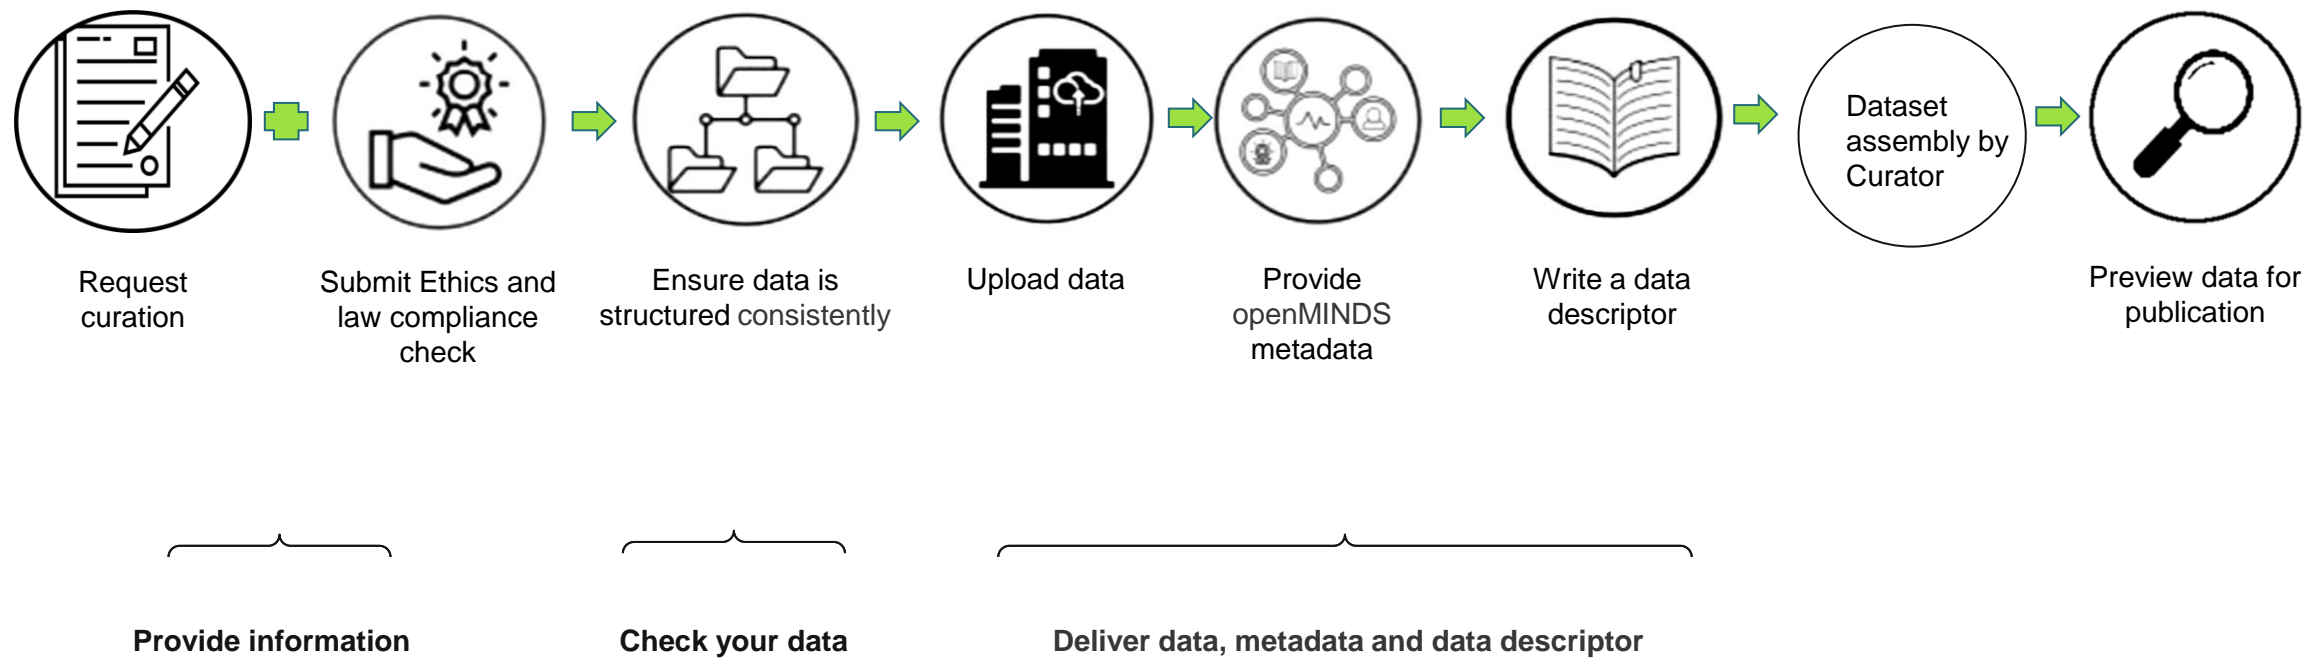 Request
curation
Submit Ethics and
law compliance
check
Ensure data is
structured consistently
Upload data
Provide
openMINDS
metadata
Write a data
descriptor
Dataset
assembly by
Curator
Preview data for
publication
Provide information
Check your data
Deliver data, metadata and data descriptor